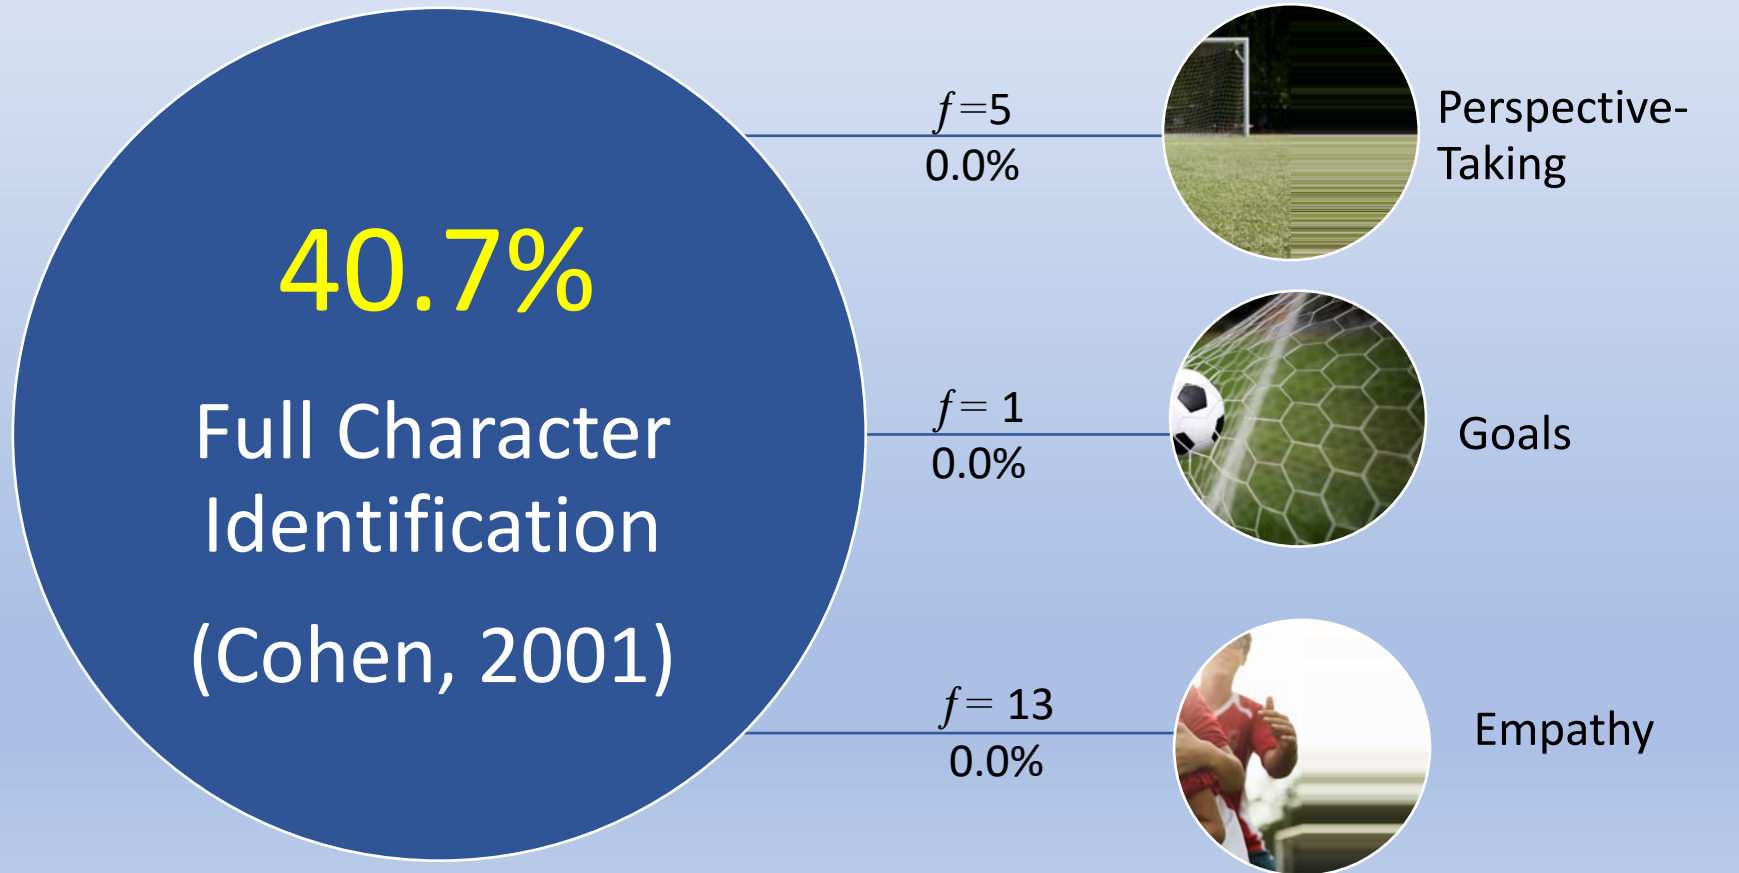 40.7%
Full Character
Identification
(Cohen, 2001)
f=5
0.0%
Perspective-
Taking
f= 1
0.0%
Goals
f= 13
0.0%
Empathy